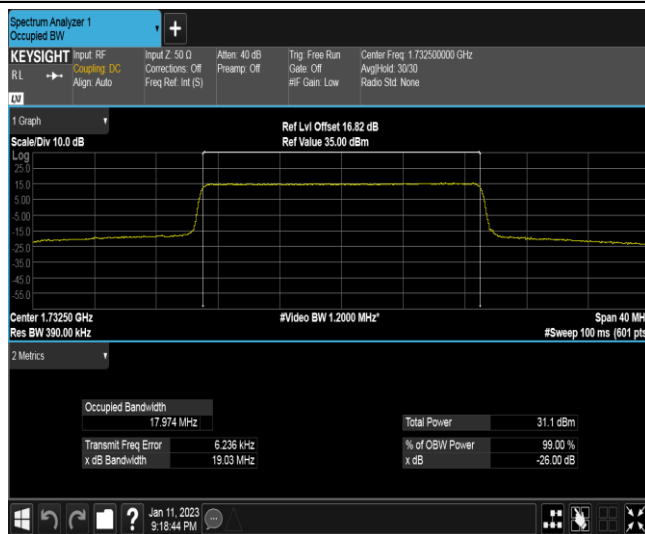 Spectrum Analyzer 1
Occupied BW
KEYSIGHT Input: RF Input Z: 50 Ω Atten: 40 dB Trig: Free Run Center Freq: 1.732500000 GHz
RL Coupling: DC Corrections: Off Preamp: Off Gate: Off Avg|Hold: 30/30
Align: Auto Freq Ref: Int (S) #IF Gain: Low Radio Std: None
LXI
1 Graph
Ref Lvl Offset 16.82 dB
Scale/Div 10.0 dB Ref Value 35.00 dBm
Log
25.0
15.0
5.00
-5.00
-15.0
-25.0
-35.0
-45.0
-55.0
Center 1.73250 GHz #Video BW 1.2000 MHz* Span 40 MH
Res BW 390.00 kHz #Sweep 100 ms (601 pts
2 Metrics
Occupied Bandwidth
17.974 MHz Total Power 31.1 dBm
Transmit Freq Error 6.236 kHz % of OBW Power 99.00 %
x dB Bandwidth 19.03 MHz x dB -26.00 dB
Jan 11, 2023
9:18:44 PM